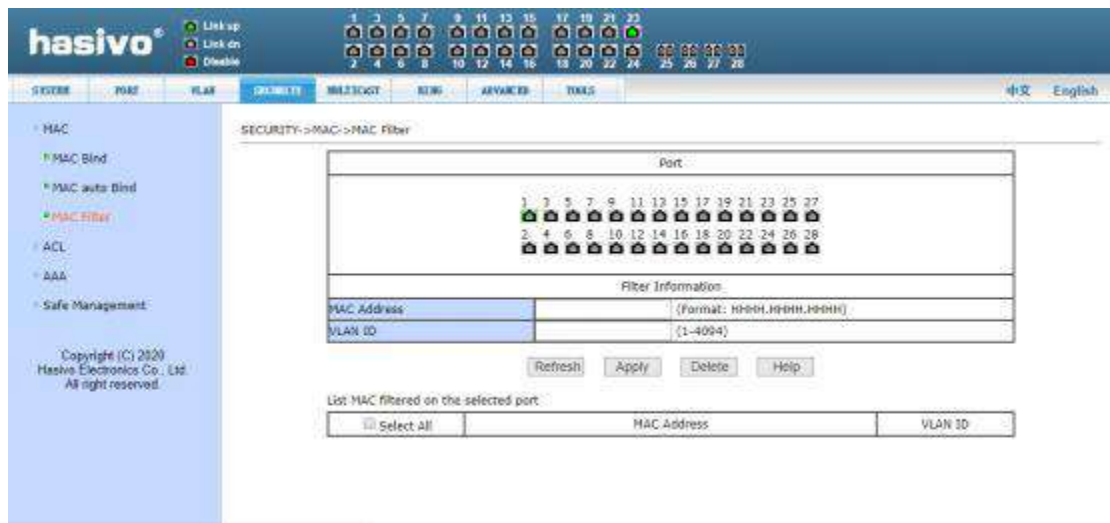 hasivo®
Link up
Link dn
Disable
1 3 5 7 9 11 13 15 17 19 21 23
2 4 6 8 10 12 14 16 18 20 22 24 25 26 27 28
SYSTEM PORT VLAN SECURITY MULTICAST RING ADVANCED TOOLS 中文 English
MAC
MAC Bind
MAC auto Bind
MAC Filter
ACL
AAA
Safe Management
Copyright (C) 2020
Hasivo Electronics Co., Ltd.
All right reserved.
SECURITY->MAC->MAC Filter
Port
1 3 5 7 9 11 13 15 17 19 21 23 25 27
2 4 6 8 10 12 14 16 18 20 22 24 26 28
Filter Information
MAC Address (Format: HHHH.HHHH.HHHH)
VLAN ID (1-4094)
Refresh Apply Delete Help
List MAC filtered on the selected port
Select All MAC Address VLAN ID